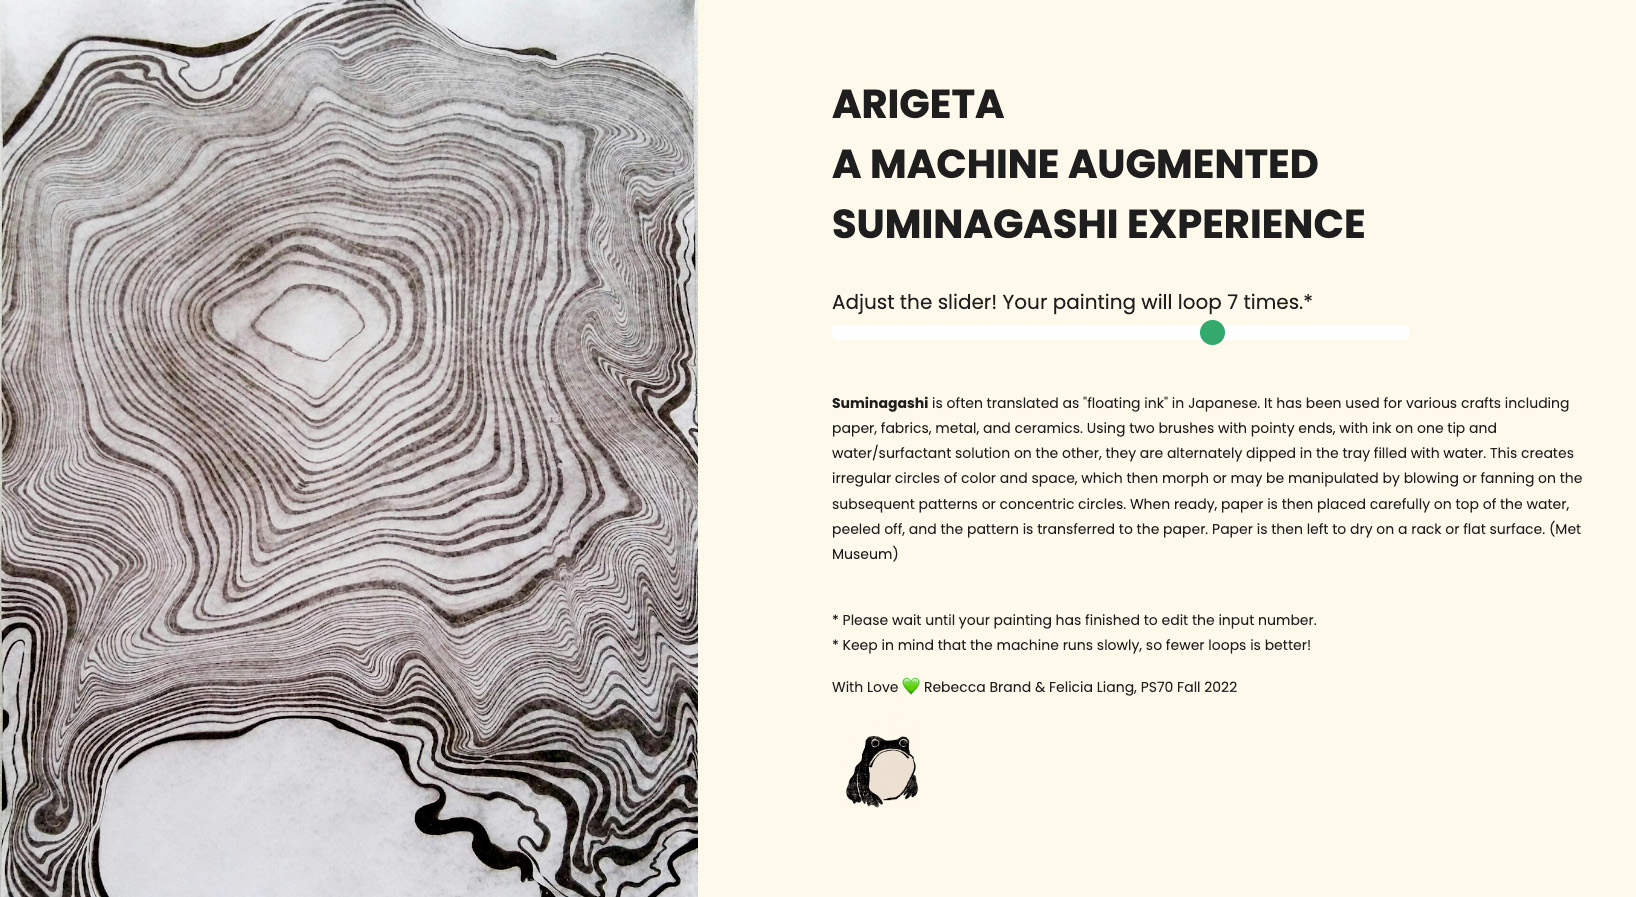 ARIGETA
A MACHINE AUGMENTED
SUMINAGASHI EXPERIENCE
Adjust the slider! Your painting will loop 7 times.*
Suminagashi is often translated as "floating ink" in Japanese. It has been used for various crafts including
paper, fabrics, metal, and ceramics. Using two brushes with pointy ends, with ink on one tip and
water/surfactant solution on the other, they are alternately dipped in the tray filled with water. This creates
irregular circles of color and space, which then morph or may be manipulated by blowing or fanning on the
subsequent patterns or concentric circles. When ready, paper is then placed carefully on top of the water,
peeled off, and the pattern is transferred to the paper. Paper is then left to dry on a rack or flat surface. (Met
Museum)
* Please wait until your painting has finished to edit the input number.
* Keep in mind that the machine runs slowly, so fewer loops is better!
With Love 💚 Rebecca Brand & Felicia Liang, PS70 Fall 2022